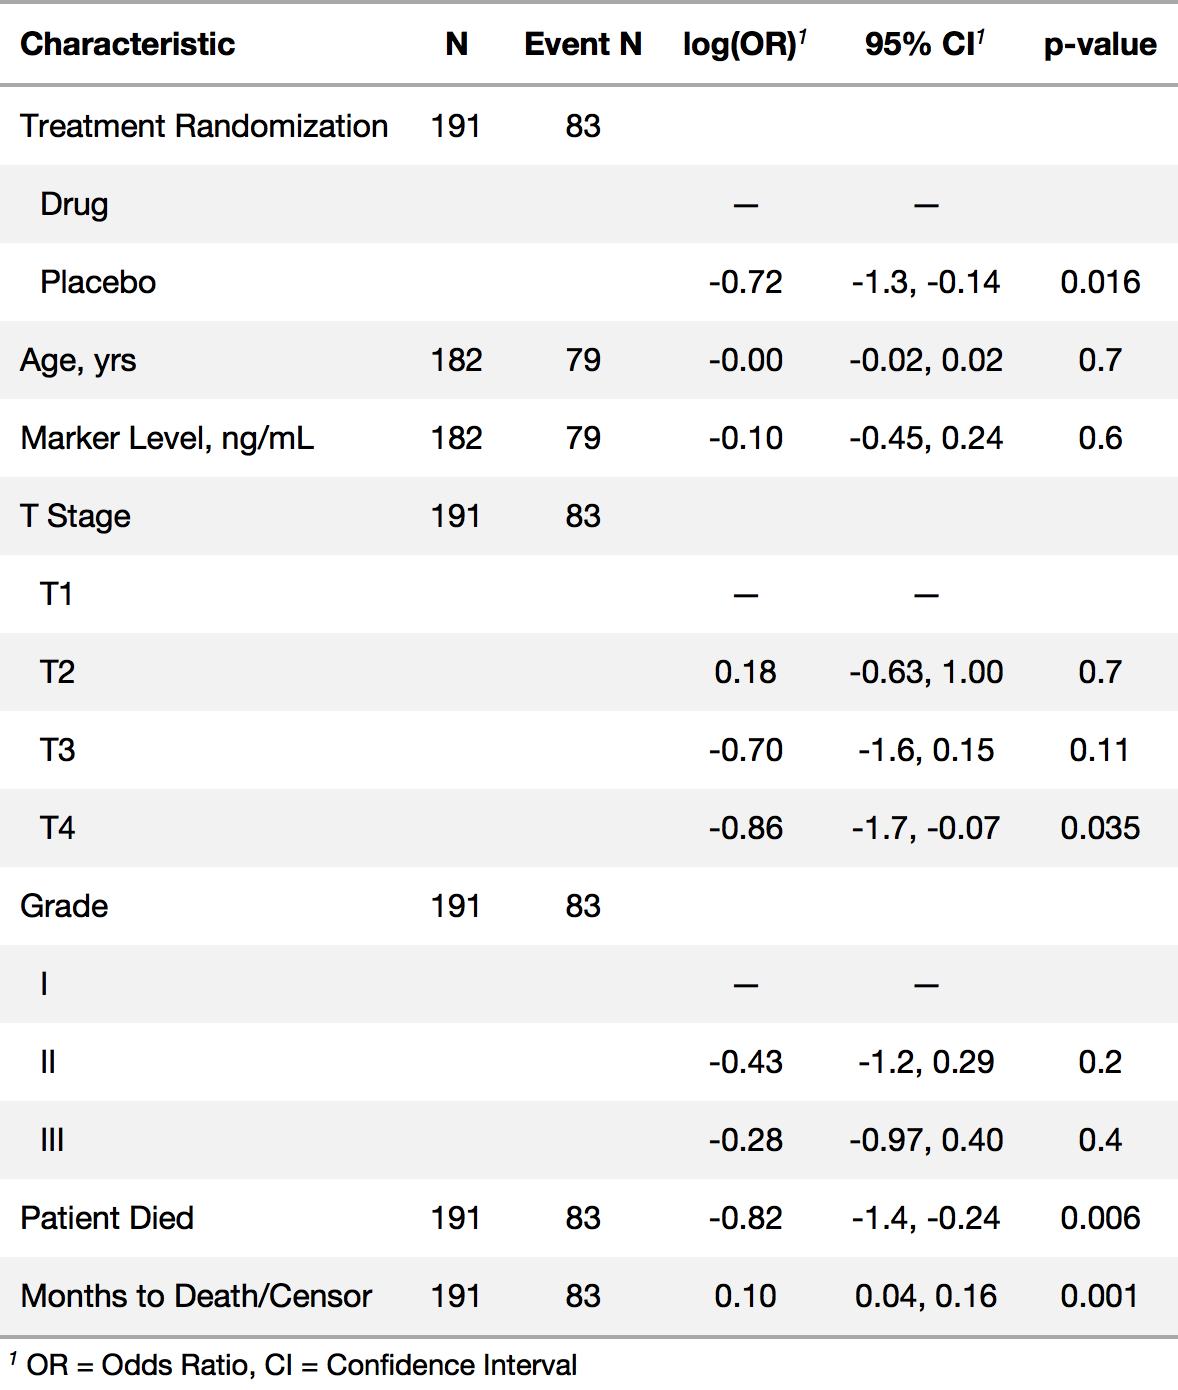 Characteristic N Event N log(OR)1 95% CI1 p-value
Treatment Randomization 191 83
Drug — —
Placebo -0.72 -1.3, -0.14 0.016
Age, yrs 182 79 -0.00 -0.02, 0.02 0.7
Marker Level, ng/mL 182 79 -0.10 -0.45, 0.24 0.6
T Stage 191 83
T1 — —
T2 0.18 -0.63, 1.00 0.7
T3 -0.70 -1.6, 0.15 0.11
T4 -0.86 -1.7, -0.07 0.035
Grade 191 83
I — —
II -0.43 -1.2, 0.29 0.2
III -0.28 -0.97, 0.40 0.4
Patient Died 191 83 -0.82 -1.4, -0.24 0.006
Months to Death/Censor 191 83 0.10 0.04, 0.16 0.001
1 OR = Odds Ratio, CI = Confidence Interval